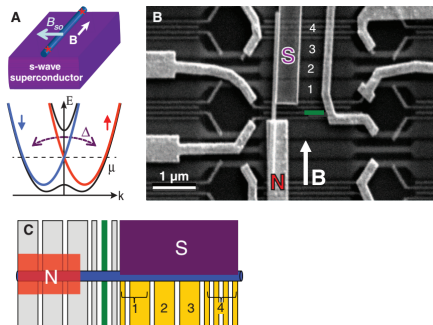 A
B_so
B
s-wave
superconductor
E
Δ
μ
k
B
4
3
2
1
S
N
B
1 μm
C
N
S
1
2
3
4